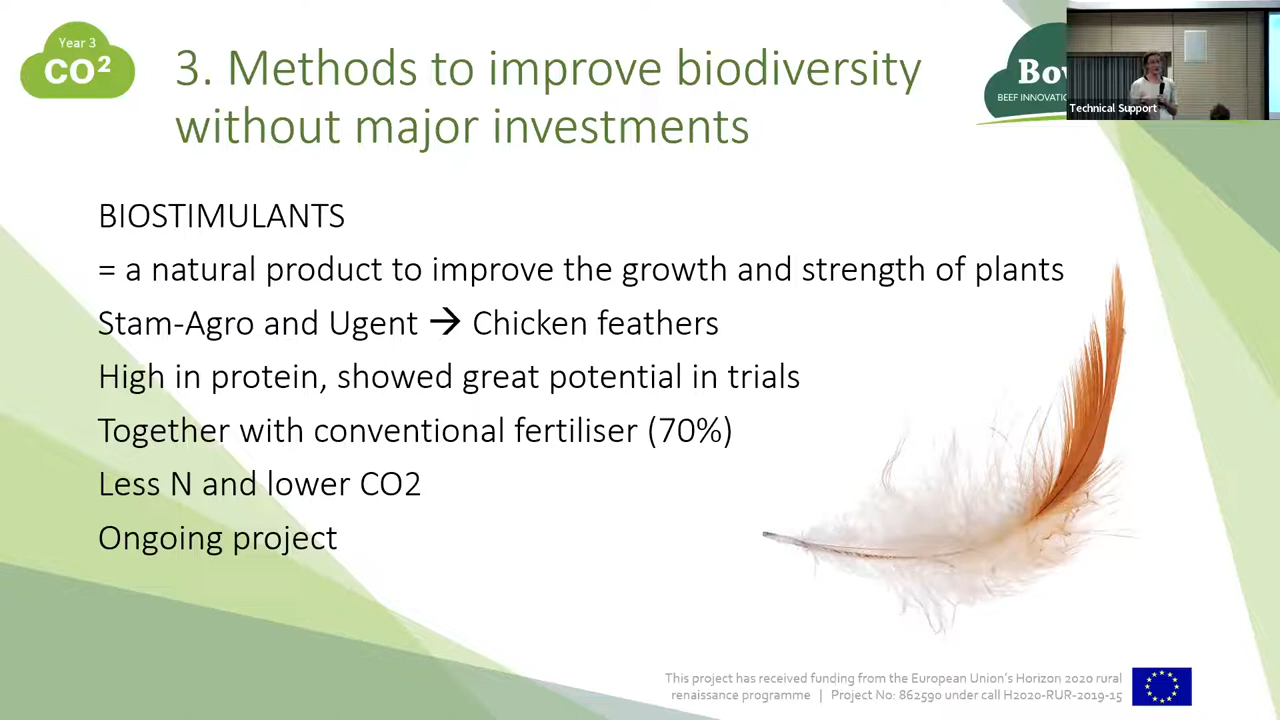 Year 3
CO²
3. Methods to improve biodiversity
without major investments
Bov
BEEF INNOVATIO
Technical Support
BIOSTIMULANTS
= a natural product to improve the growth and strength of plants
Stam-Agro and Ugent → Chicken feathers
High in protein, showed great potential in trials
Together with conventional fertiliser (70%)
Less N and lower CO2
Ongoing project
This project has received funding from the European Union's Horizon 2020 rural
renaissance programme | Project No: 862590 under call H2020-RUR-2019-15